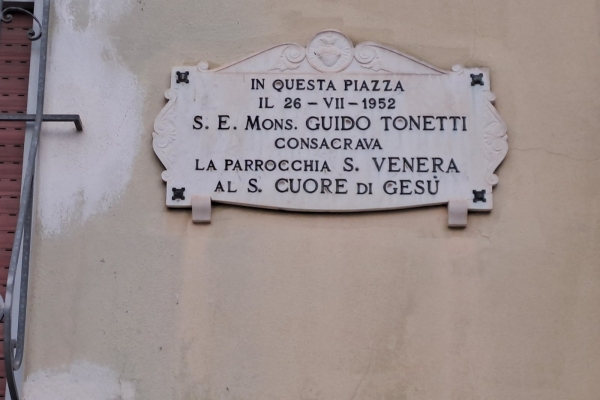 IN QUESTA PIAZZA
IL 26 - VII - 1952
S. E. MONS. GUIDO TONETTI
CONSACRAVA
LA PARROCCHIA S. VENERA
AL S. CUORE DI GESÙ